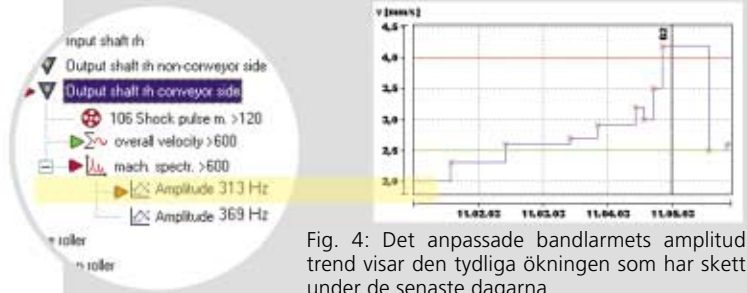 input shaft rh
Output shaft rh non-conveyor side
Output shaft rh conveyor side
106 Shock pulse m. >120
overall velocity >600
mach. spectr. >600
Amplitude 313 Hz
Amplitude 369 Hz
roller
roller
v [mm/s]
4,5
4,0
3,5
3,0
2,5
2,0
11.02.03
11.03.03
11.04.03
11.05.03
Fig. 4: Det anpassade bandlarmets amplitud
trend visar den tydliga ökningen som har skett
under de senaste dagarna